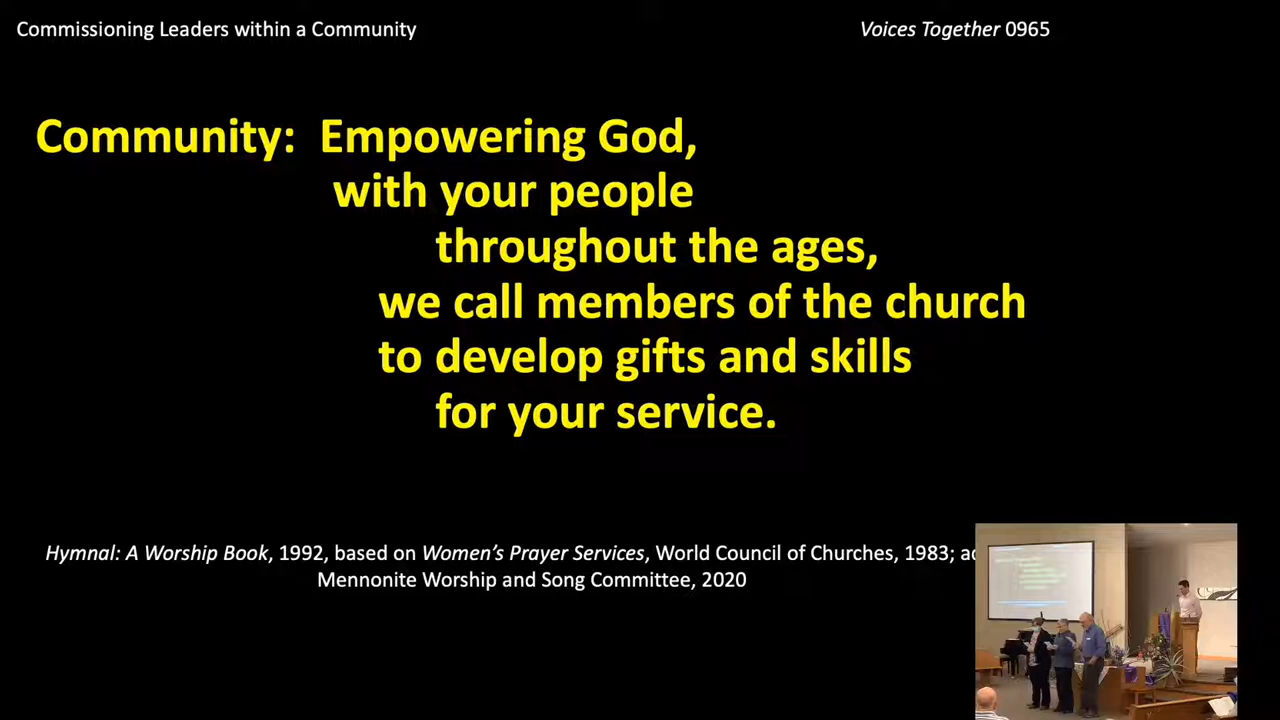 Commissioning Leaders within a Community
Voices Together 0965
Community: Empowering God,
with your people
throughout the ages,
we call members of the church
to develop gifts and skills
for your service.
Hymnal: A Worship Book, 1992, based on Women's Prayer Services, World Council of Churches, 1983;
Mennonite Worship and Song Committee, 2020